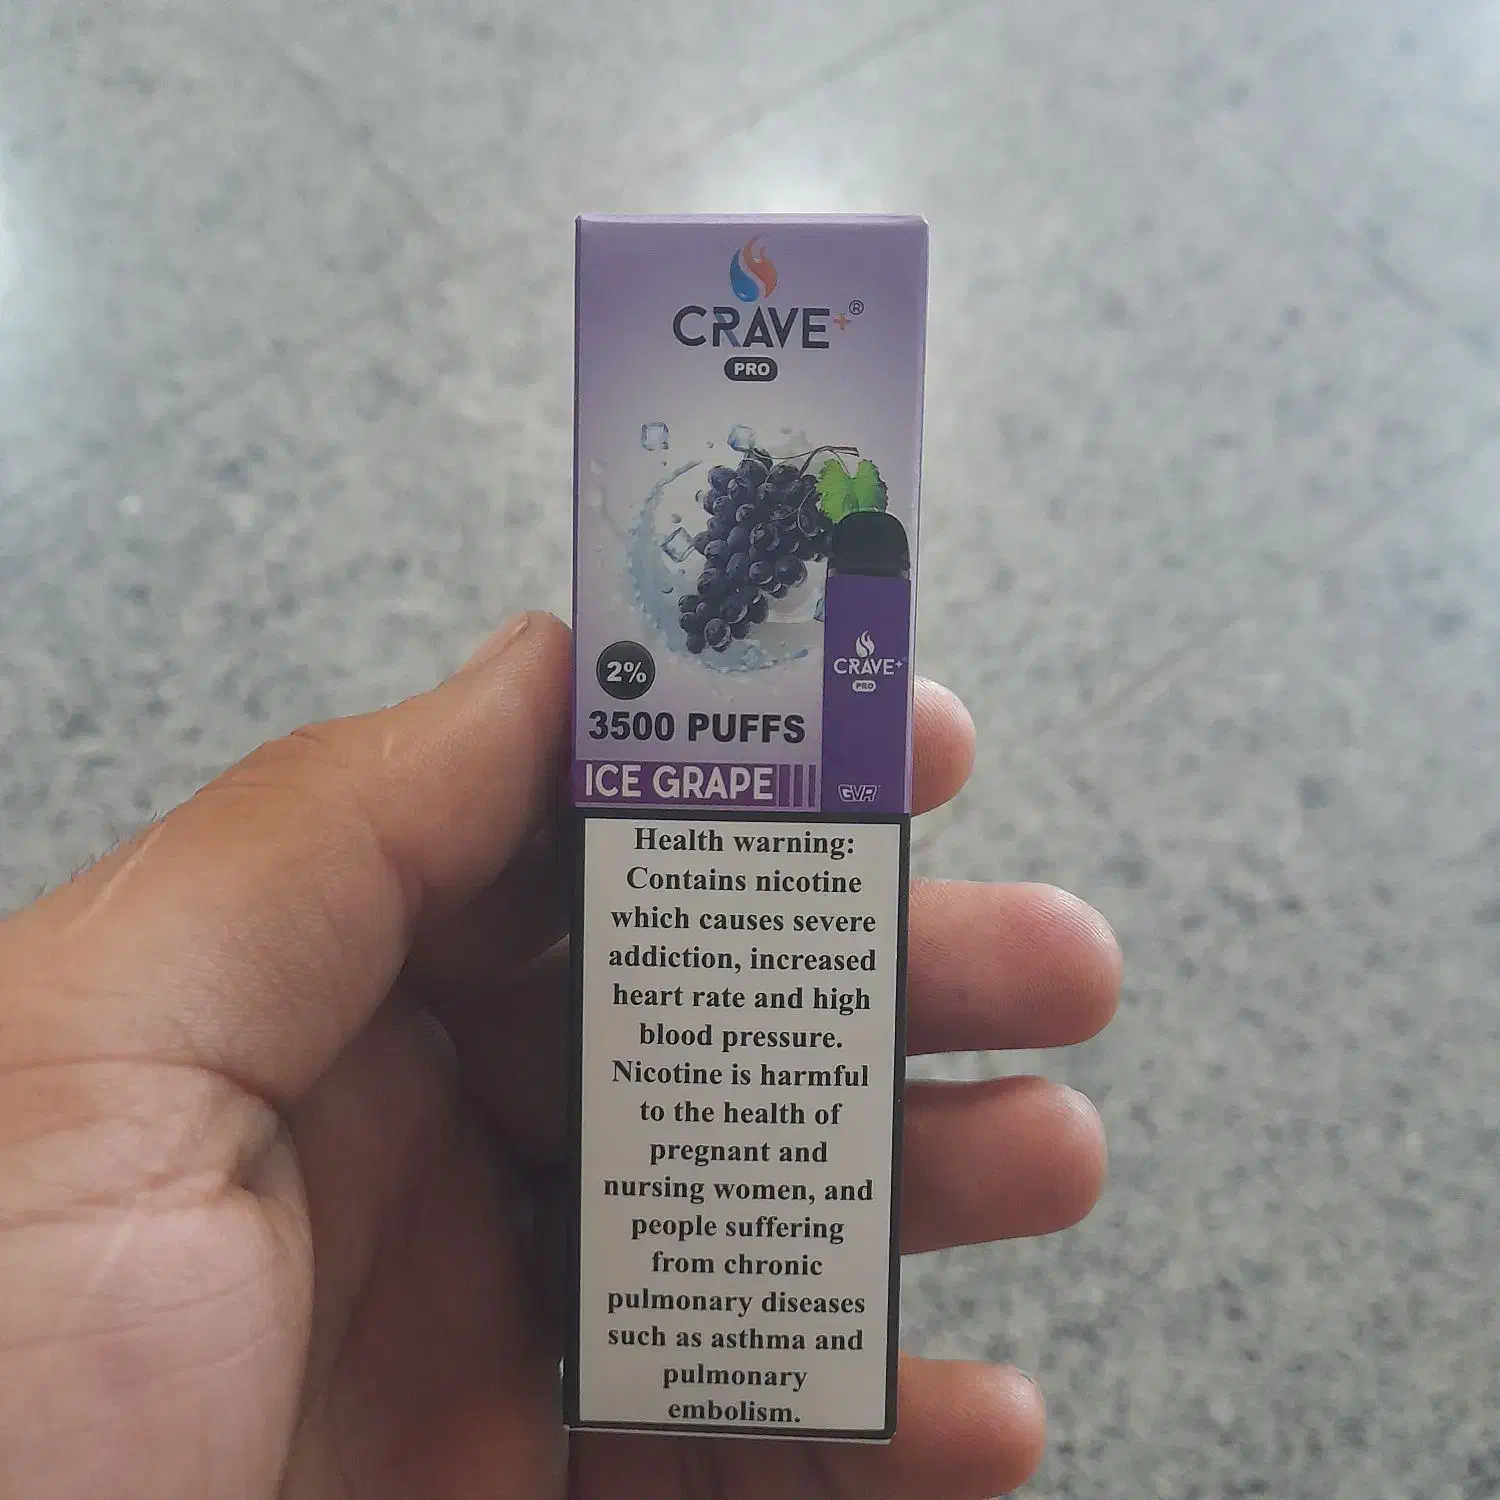 CRAVE+®
PRO
2%
3500 PUFFS
ICE GRAPE
CRAVE+
PRO
GVR
Health warning:
Contains nicotine
which causes severe
addiction, increased
heart rate and high
blood pressure.
Nicotine is harmful
to the health of
pregnant and
nursing women, and
people suffering
from chronic
pulmonary diseases
such as asthma and
pulmonary
embolism.